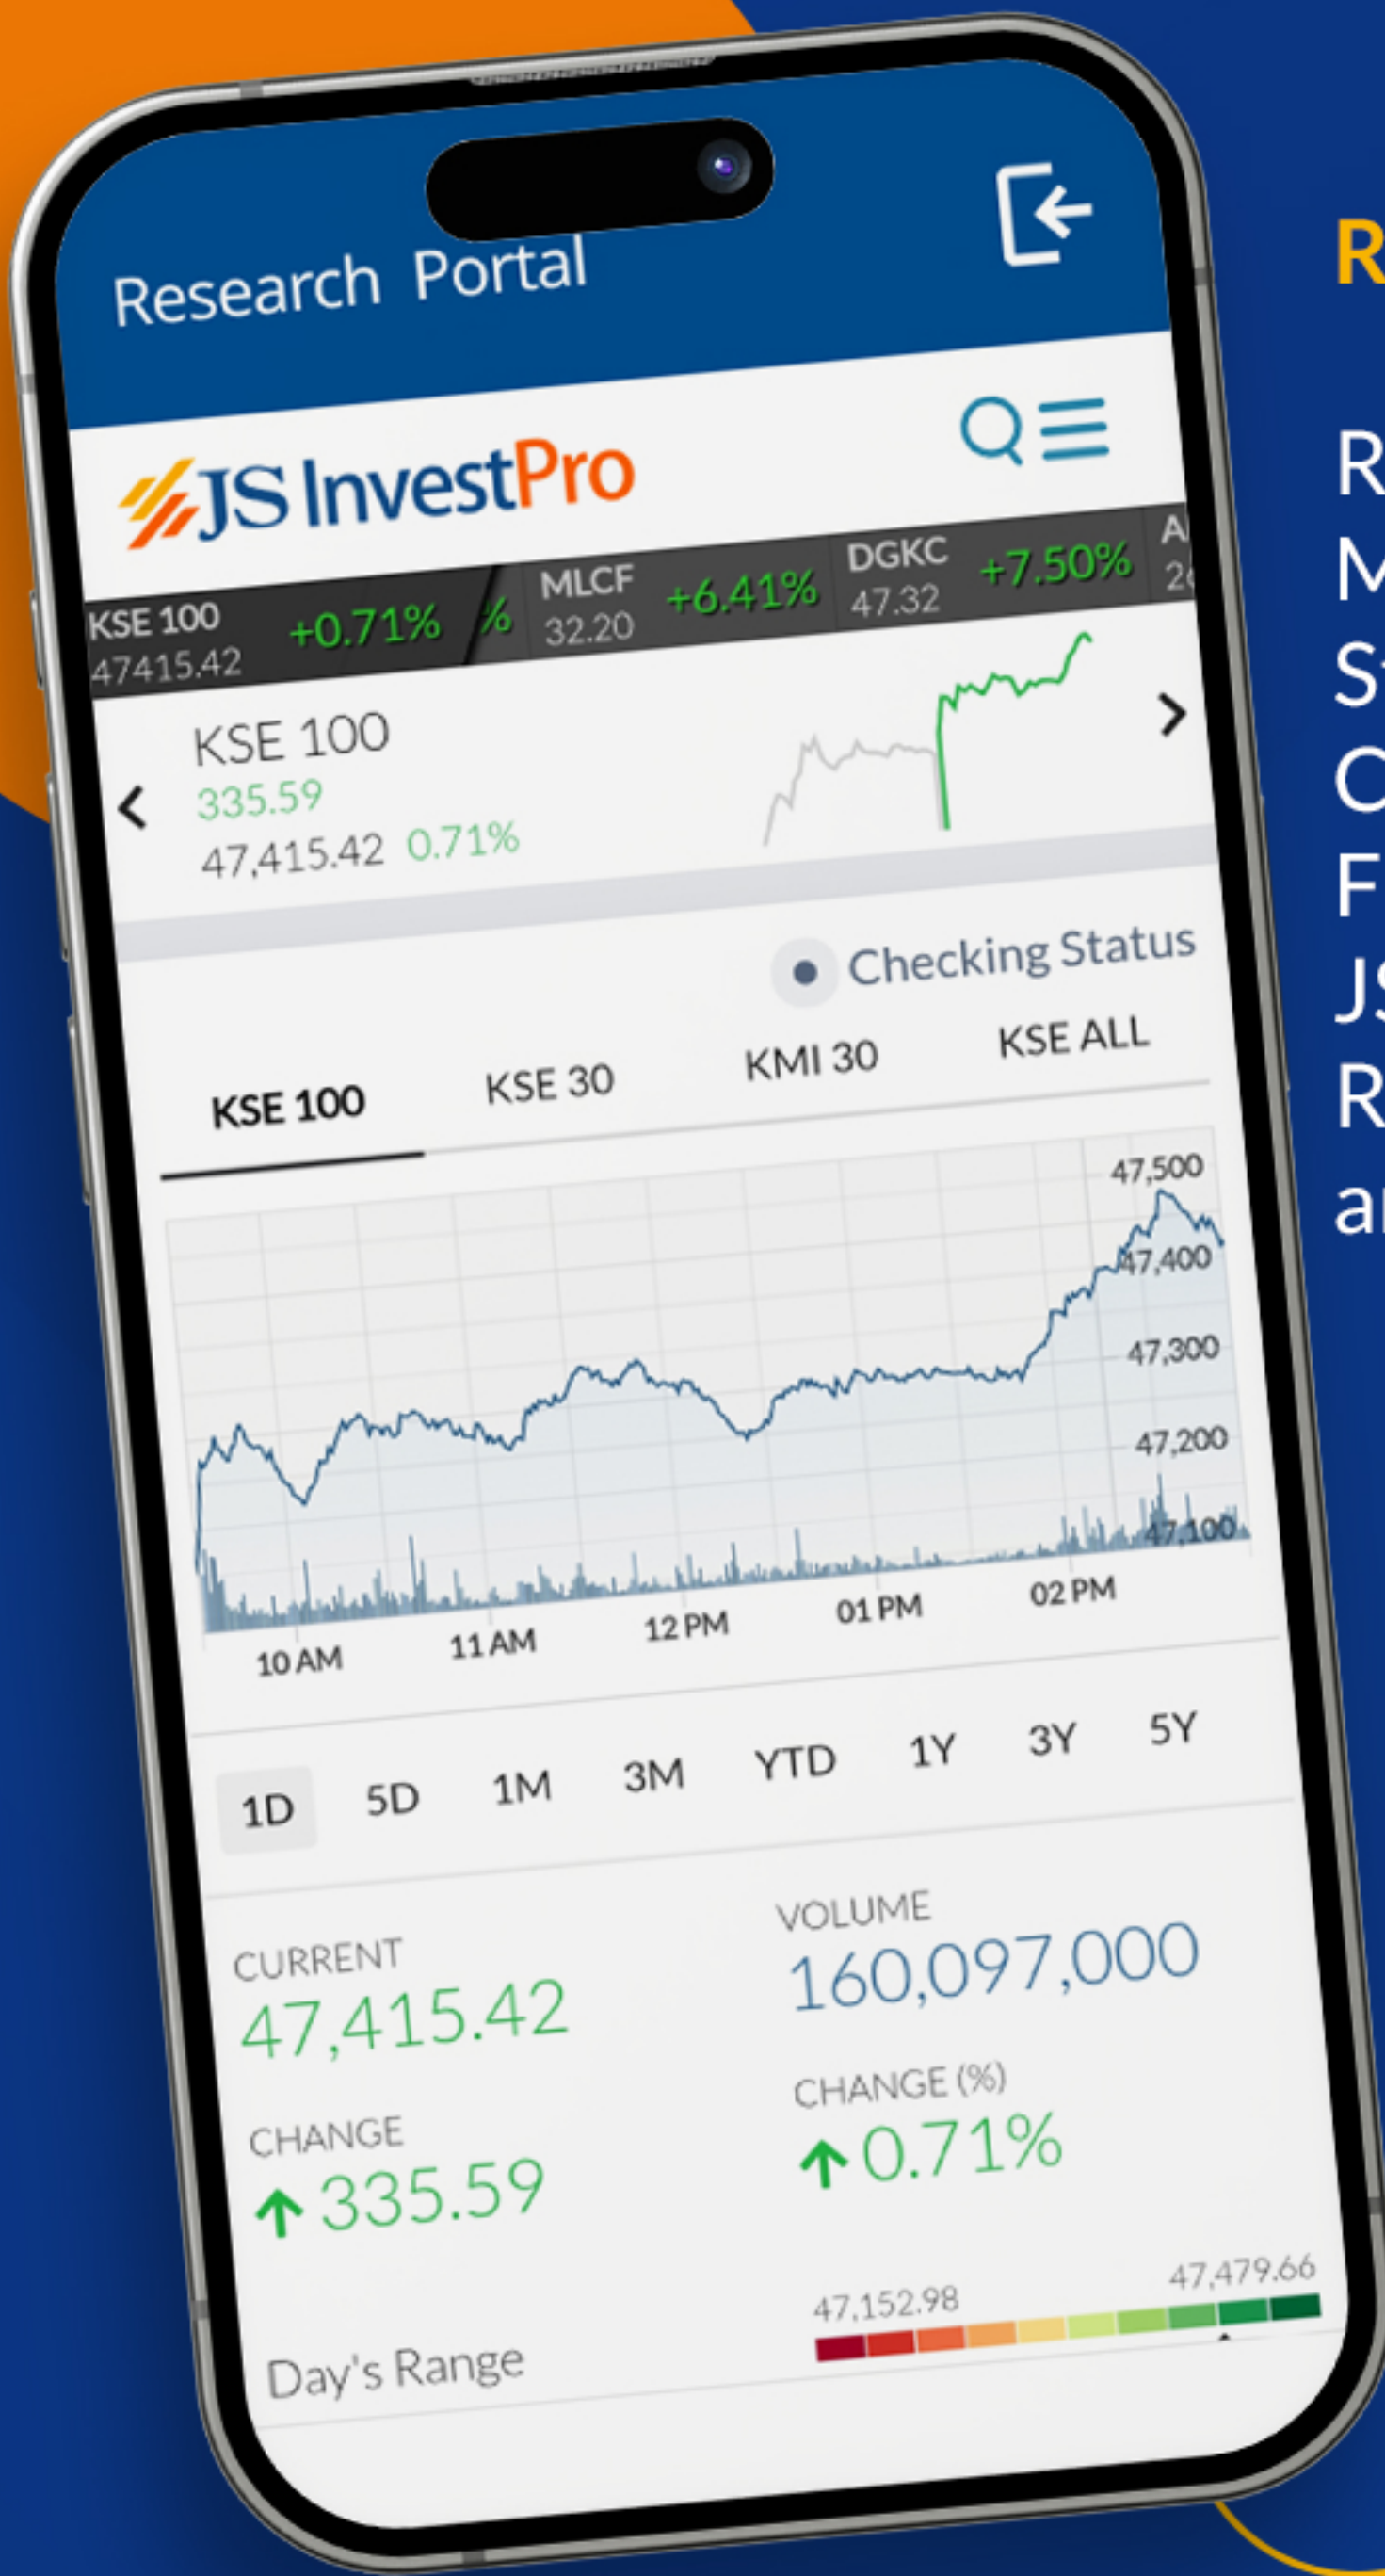 Research Portal
JS InvestPro
KSE 100 +0.71% % MLCF +6.41% DGKC +7.50%
47415.42 32.20 47.32
KSE 100
335.59
47,415.42 0.71%
Checking Status
KSE 100 KSE 30 KMI 30 KSE ALL
47,500
47,400
47,300
47,200
47,100
10 AM 11 AM 12 PM 01 PM 02 PM
1D 5D 1M 3M YTD 1Y 3Y 5Y
CURRENT VOLUME
47,415.42 160,097,000
CHANGE CHANGE (%)
335.59 0.71%
47,152.98 47,479.66
Day's Range